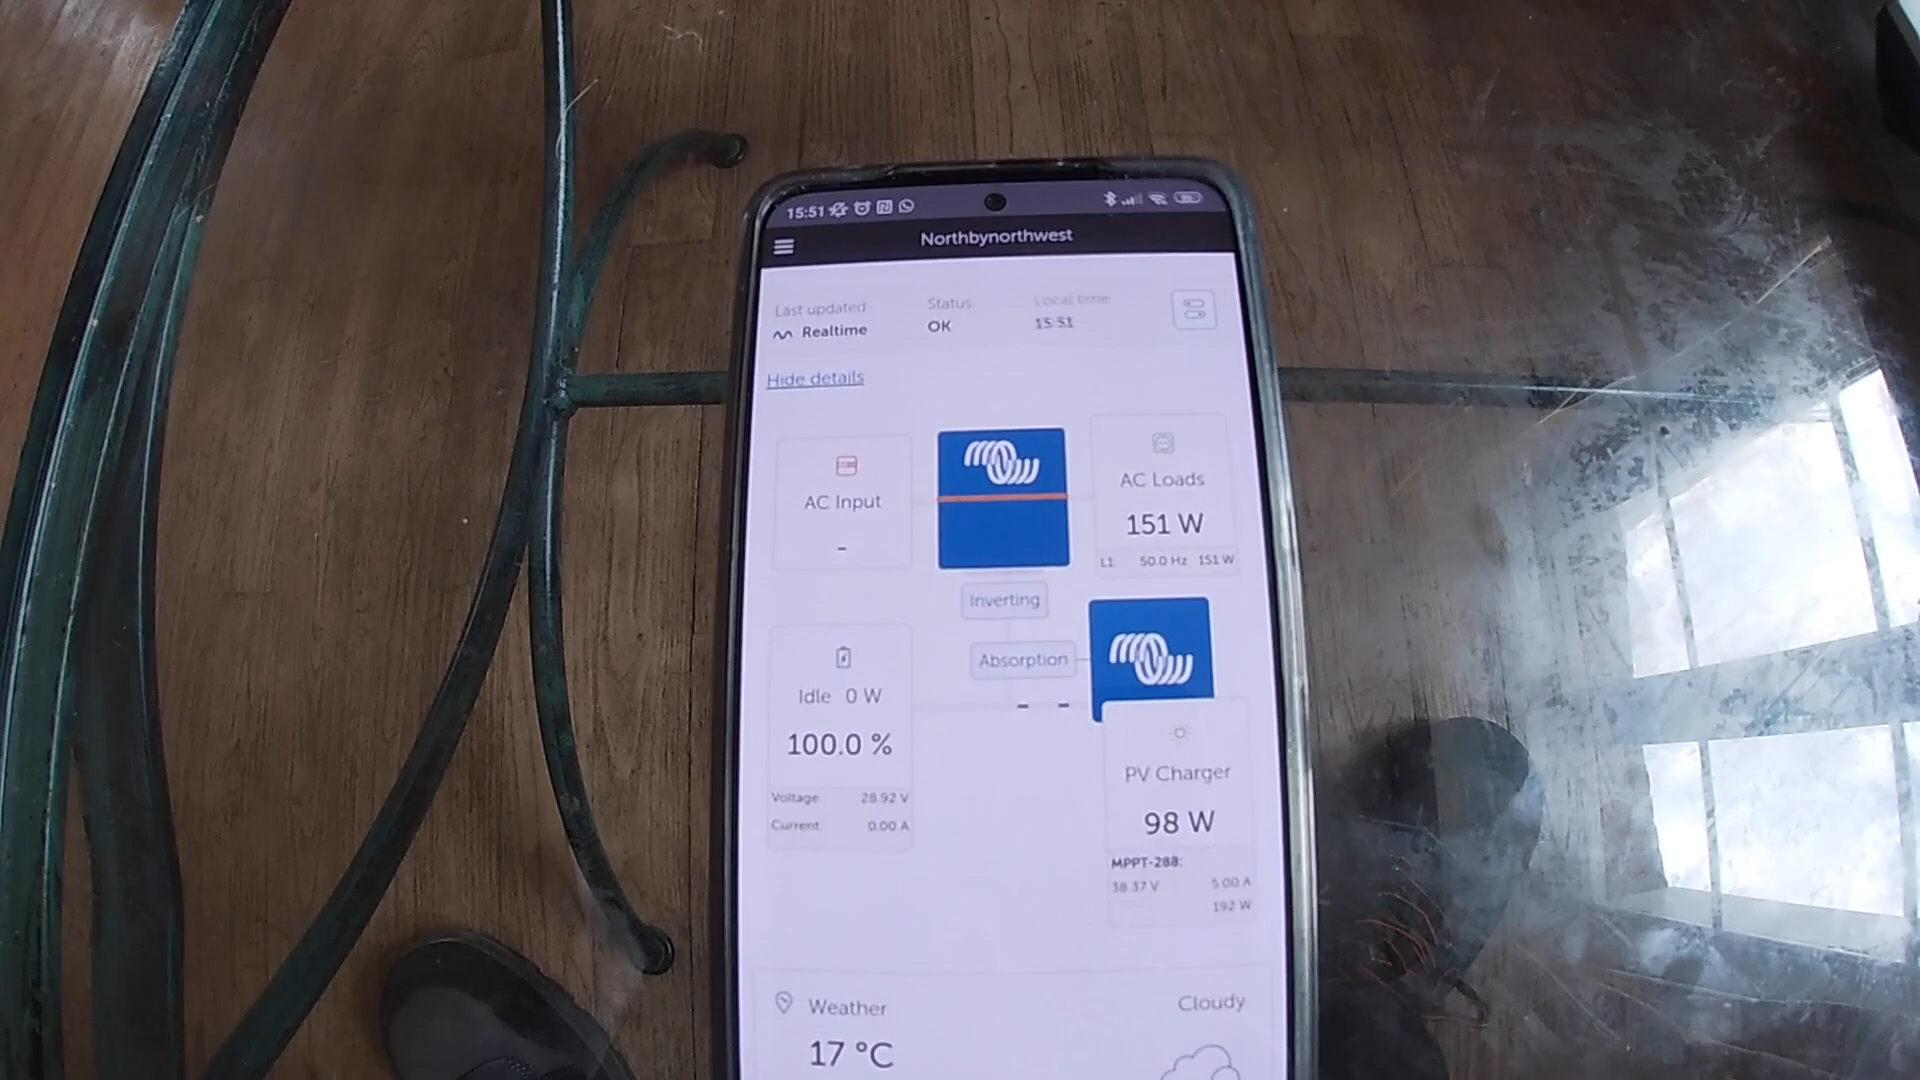 15:51
Northbynorthwest
Last updated
Realtime
Status
OK
Local time
15:51
Hide details
AC Input
-
AC Loads
151 W
L1: 50.0 Hz 151 W
Inverting
Absorption
Idle 0 W
100.0 %
Voltage: 28.92 V
Current: 0.00 A
- -
PV Charger
98 W
MPPT-288:
38.37 V 5.00 A
192 W
Weather
Cloudy
17 °C